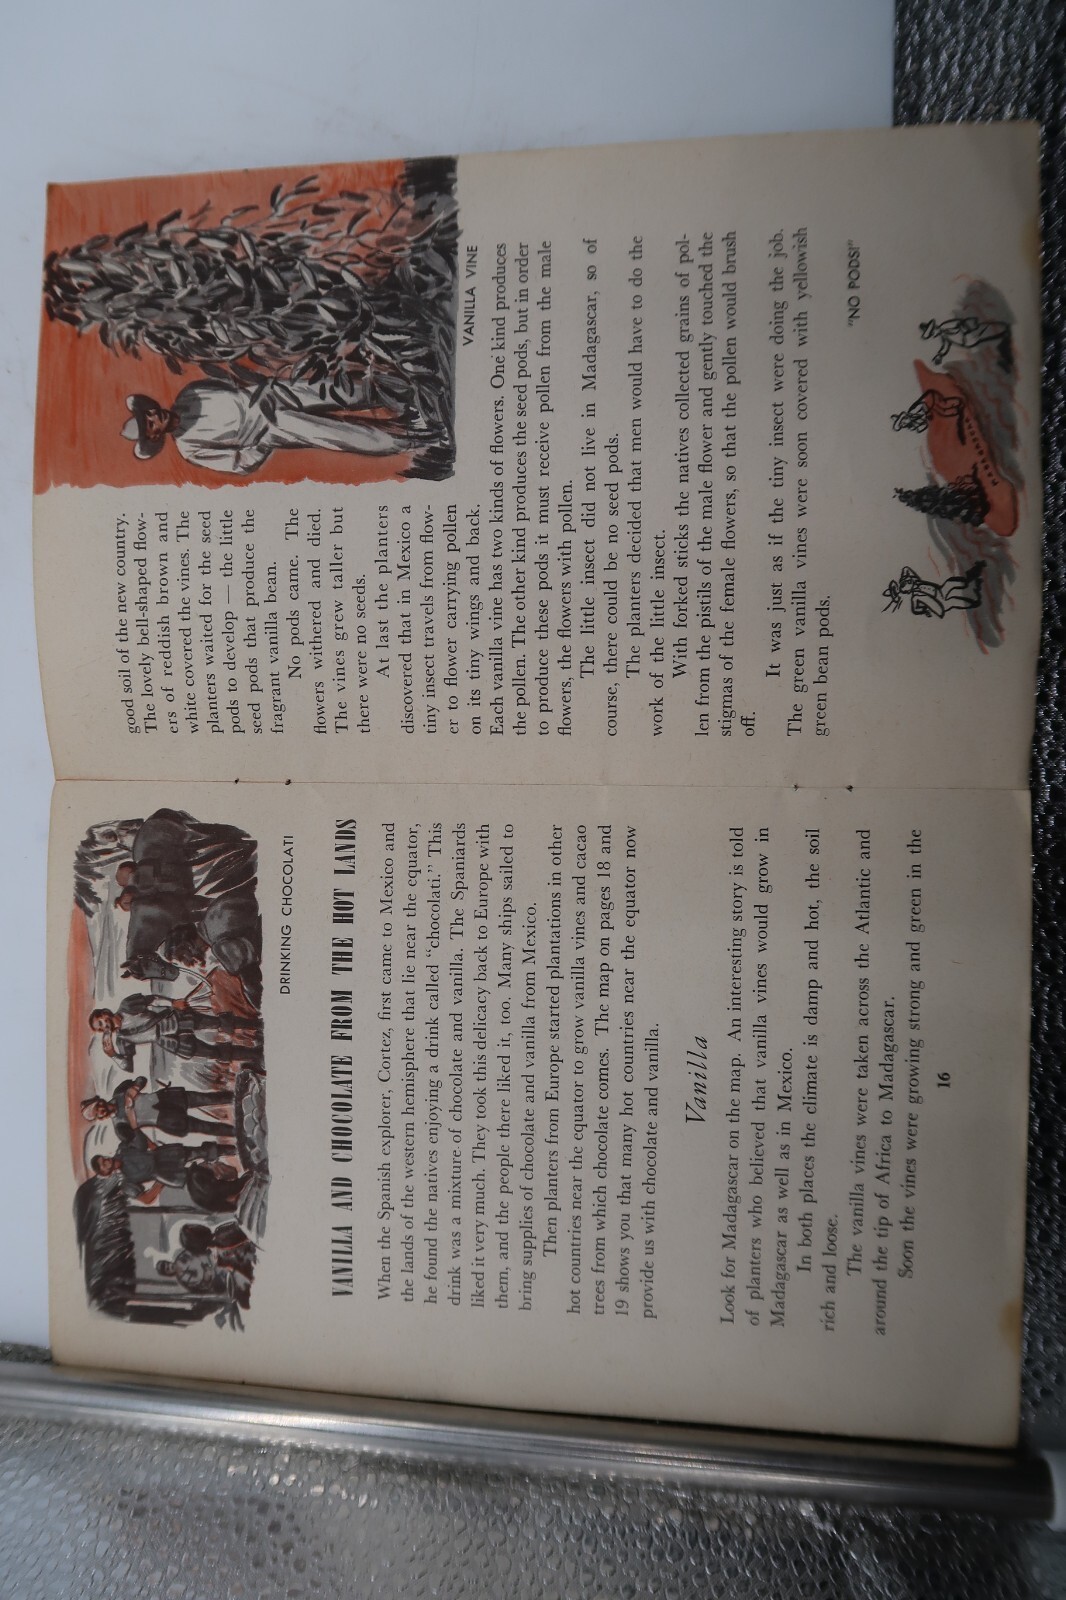 DRINKING CHOCOLATI
VANILLA AND CHOCOLATE FROM THE HOT LANDS
When the Spanish explorer, Cortez, first came to Mexico and
the lands of the western hemisphere that lie near the equator,
he found the natives enjoying a drink called "chocolati." This
drink was a mixture of chocolate and vanilla. The Spaniards
liked it very much. They took this delicacy back to Europe with
them, and the people there liked it, too. Many ships sailed to
bring supplies of chocolate and vanilla from Mexico.
Then planters from Europe started plantations in other
hot countries near the equator to grow vanilla vines and cacao
trees from which chocolate comes. The map on pages 18 and
19 shows you that many hot countries near the equator now
provide us with chocolate and vanilla.
Vanilla
Look for Madagascar on the map. An interesting story is told
of planters who believed that vanilla vines would grow in
Madagascar as well as in Mexico.
In both places the climate is damp and hot, the soil
rich and loose.
The vanilla vines were taken across the Atlantic and
around the tip of Africa to Madagascar.
Soon the vines were growing strong and green in the
16
good soil of the new country.
The lovely bell-shaped flow-
ers of reddish brown and
white covered the vines. The
planters waited for the seed
pods to develop — the little
seed pods that produce the
fragrant vanilla bean.
No pods came. The
flowers withered and died.
The vines grew taller but
there were no seeds.
At last the planters
discovered that in Mexico a
tiny insect travels from flow-
er to flower carrying pollen
on its tiny wings and back.
VANILLA VINE
Each vanilla vine has two kinds of flowers. One kind produces
the pollen. The other kind produces the seed pods, but in order
to produce these pods it must receive pollen from the male
flowers, the flowers with pollen.
The little insect did not live in Madagascar, so of
course, there could be no seed pods.
The planters decided that men would have to do the
work of the little insect.
With forked sticks the natives collected grains of pol-
len from the pistils of the male flower and gently touched the
stigmas of the female flowers, so that the pollen would brush
off.
It was just as if the tiny insect were doing the job.
The green vanilla vines were soon covered with yellowish
green bean pods.
"NO PODS!"
MADAGASCAR